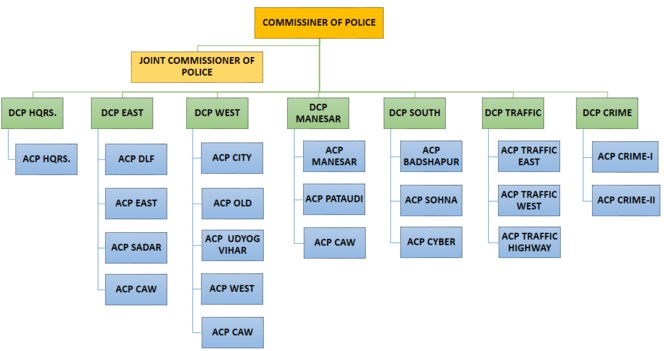 COMMISSINER OF POLICE
JOINT COMMISSIONER OF
POLICE
DCP HQRS.
DCP EAST
DCP WEST
DCP
MANESAR
DCP SOUTH
DCP TRAFFIC
DCP CRIME
ACP HQRS.
ACP DLF
ACP EAST
ACP SADAR
ACP CAW
ACP CITY
ACP OLD
ACP UDYOG
VIHAR
ACP WEST
ACP CAW
ACP
MANESAR
ACP PATAUDI
ACP CAW
ACP
BADSHAPUR
ACP SOHNA
ACP CYBER
ACP TRAFFIC
EAST
ACP TRAFFIC
WEST
ACP TRAFFIC
HIGHWAY
ACP CRIME-I
ACP CRIME-II